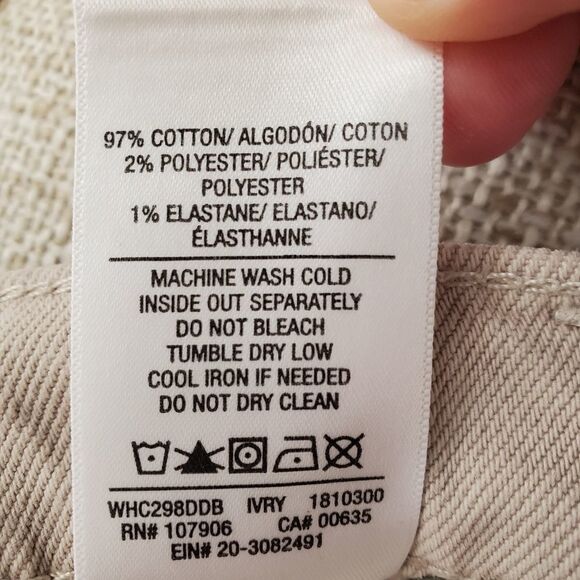 97% COTTON/ ALGODÓN/ COTON
2% POLYESTER/ POLIÉSTER/
POLYESTER
1% ELASTANE/ ELASTANO/
ÉLASTHANNE
MACHINE WASH COLD
INSIDE OUT SEPARATELY
DO NOT BLEACH
TUMBLE DRY LOW
COOL IRON IF NEEDED
DO NOT DRY CLEAN
WHC298DDB IVRY 1810300
RN# 107906 CA# 00635
EIN# 20-3082491